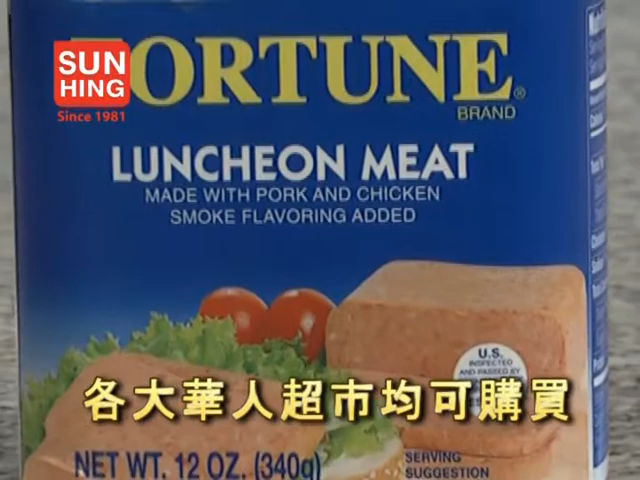 SUN
HING
Since 1981
FORTUNE®
BRAND
LUNCHEON MEAT
MADE WITH PORK AND CHICKEN
SMOKE FLAVORING ADDED
U.S.
INSPECTED
AND PASSED BY
各大華人超市均可購買
NET WT. 12 OZ. (340g)
SERVING
SUGGESTION